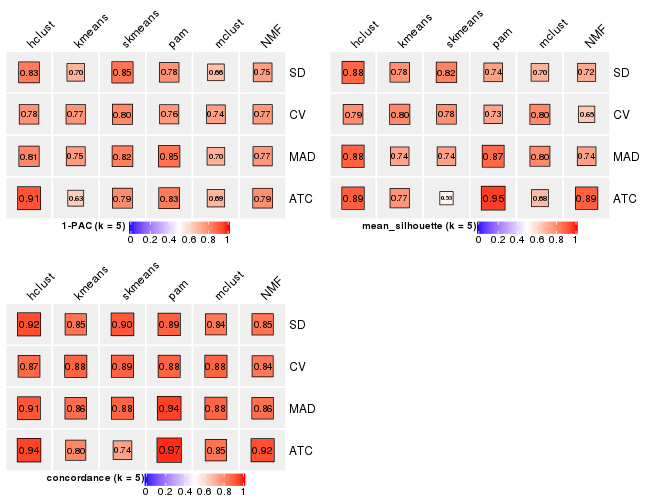 hclust kmeans skmeans pam mclust NMF
0.83 0.70 0.85 0.78 0.66 0.75 SD
0.78 0.77 0.80 0.76 0.74 0.77 CV
0.81 0.75 0.82 0.85 0.70 0.77 MAD
0.91 0.63 0.79 0.83 0.69 0.79 ATC
1-PAC (k = 5)
0 0.2 0.4 0.6 0.8 1
hclust kmeans skmeans pam mclust NMF
0.88 0.78 0.82 0.74 0.70 0.72 SD
0.79 0.80 0.78 0.73 0.80 0.65 CV
0.88 0.74 0.74 0.87 0.80 0.74 MAD
0.89 0.77 0.53 0.95 0.68 0.89 ATC
mean_silhouette (k = 5)
0 0.2 0.4 0.6 0.8 1
hclust kmeans skmeans pam mclust NMF
0.92 0.85 0.90 0.89 0.84 0.85 SD
0.87 0.88 0.89 0.88 0.88 0.84 CV
0.91 0.86 0.88 0.94 0.88 0.86 MAD
0.94 0.80 0.74 0.97 0.85 0.92 ATC
concordance (k = 5)
0 0.2 0.4 0.6 0.8 1